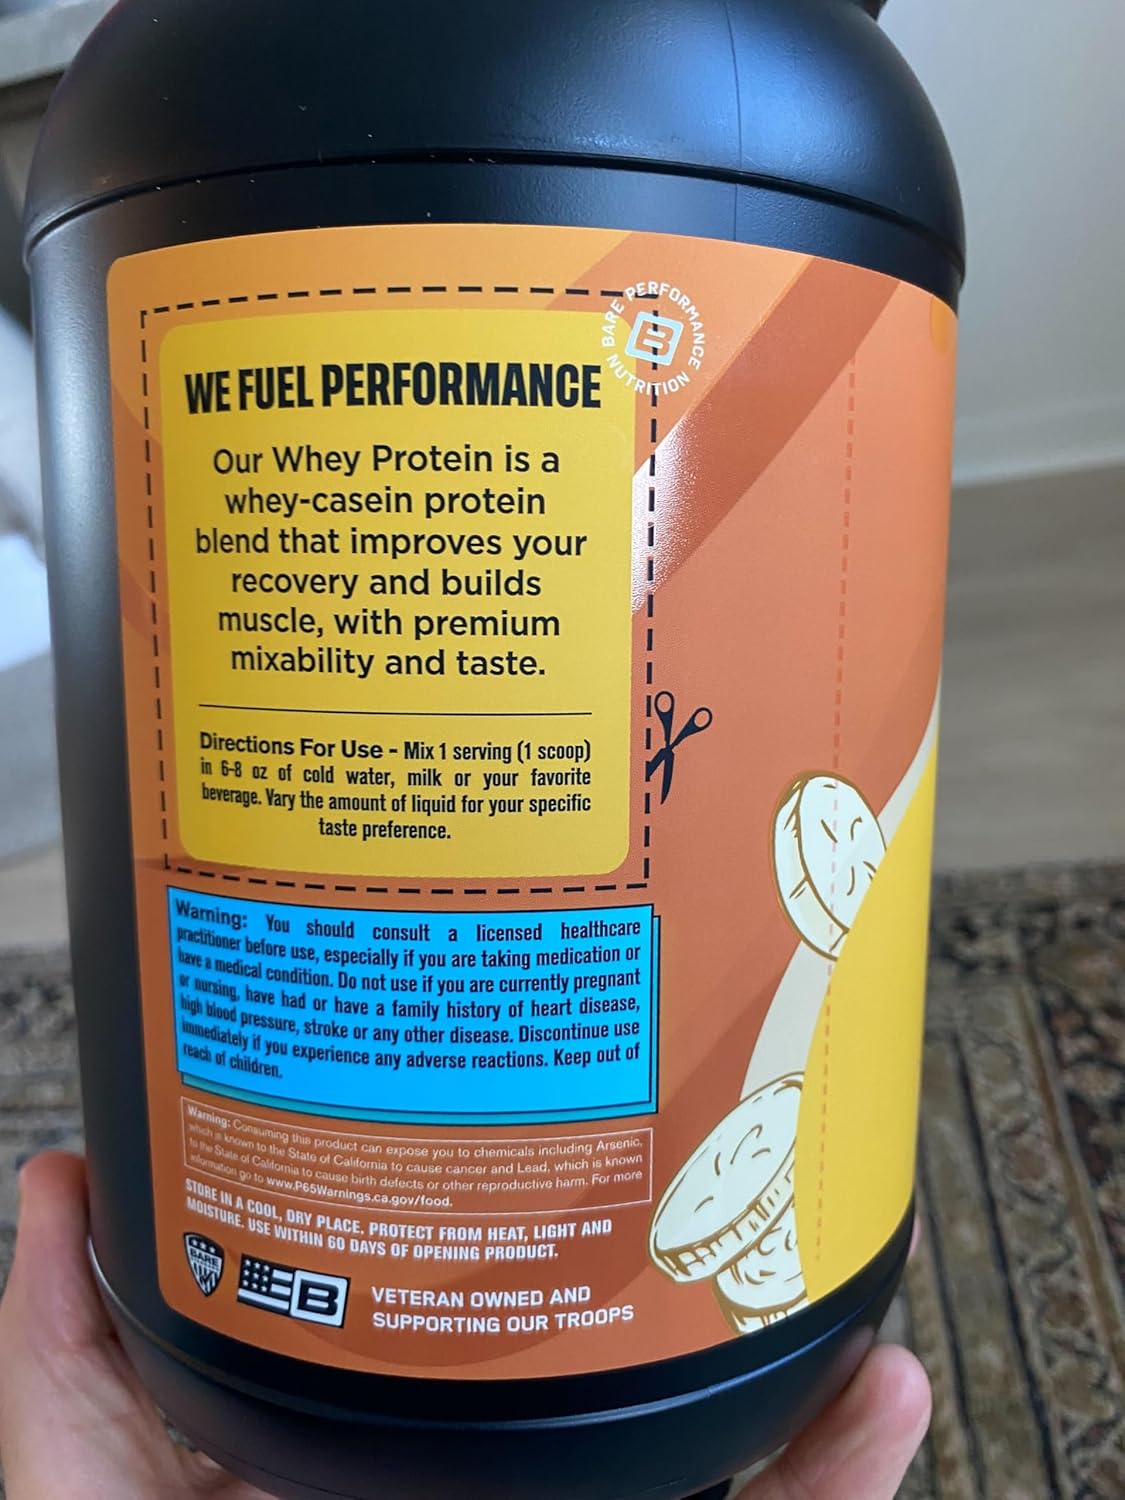 BARE PERFORMANCE NUTRITION
B
WE FUEL PERFORMANCE
Our Whey Protein is a
whey-casein protein
blend that improves your
recovery and builds
muscle, with premium
mixability and taste.
Directions For Use - Mix 1 serving (1 scoop)
in 6-8 oz of cold water, milk or your favorite
beverage. Vary the amount of liquid for your specific
taste preference.
Warning: You should consult a licensed healthcare
practitioner before use, especially if you are taking medication or
have a medical condition. Do not use if you are currently pregnant
or nursing, have had or have a family history of heart disease,
high blood pressure, stroke or any other disease. Discontinue use
immediately if you experience any adverse reactions. Keep out of
reach of children.
Warning: Consuming this product can expose you to chemicals including Arsenic,
which is known to the State of California to cause cancer and Lead, which is known
to the State of California to cause birth defects or other reproductive harm. For more
information go to www.P65Warnings.ca.gov/food.
STORE IN A COOL, DRY PLACE. PROTECT FROM HEAT, LIGHT AND
MOISTURE. USE WITHIN 60 DAYS OF OPENING PRODUCT.
BARE
B
VETERAN OWNED AND
SUPPORTING OUR TROOPS